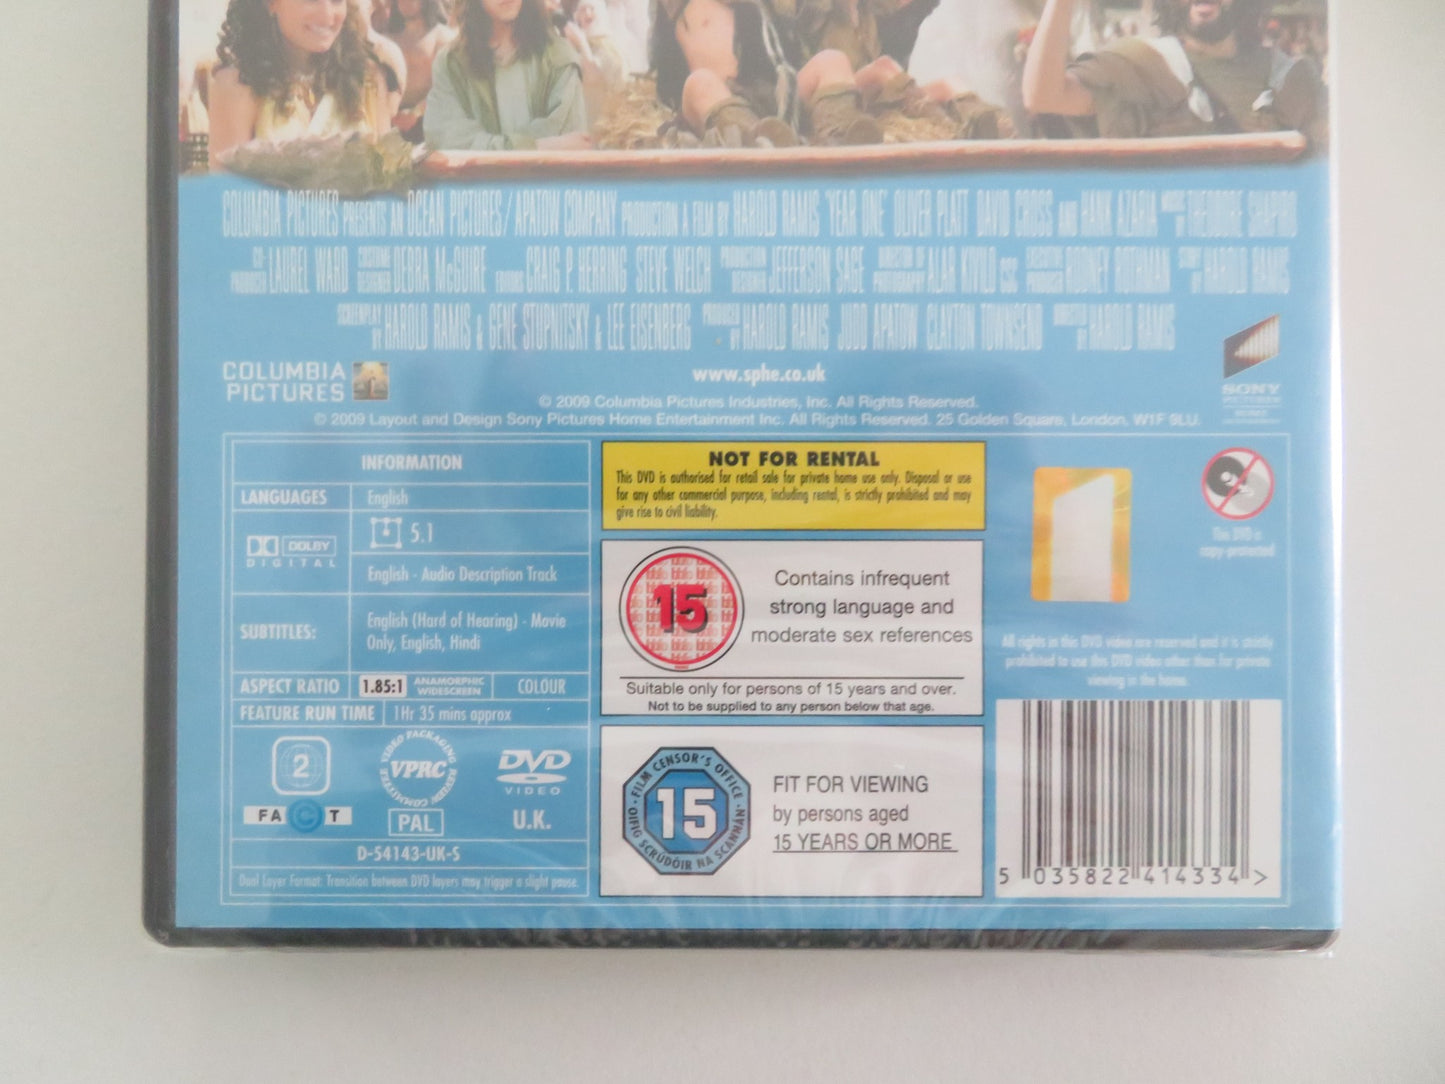 COLUMBIA PICTURES PRESENTS AN OCEAN PICTURES/APATOW COMPANY PRODUCTION A FILM BY HAROLD RAMIS "YEAR ONE" OLIVER PLATT DAVID CROSS AND HANK AZARIA MUSIC BY THEODORE SHAPIRO
CO-PRODUCER LAUREL WARD COSTUME DESIGNER DEBRA McGUIRE EDITORS CRAIG P. HERRING STEVE WELCH PRODUCTION DESIGNER JEFFERSON SAGE DIRECTOR OF PHOTOGRAPHY ALAR KIVILO CSC EXECUTIVE PRODUCER RODNEY ROTHMAN STORY BY HAROLD RAMIS
SCREENPLAY BY HAROLD RAMIS & GENE STUPNITSKY & LEE EISENBERG PRODUCED BY HAROLD RAMIS JUDD APATOW CLAYTON TOWNSEND DIRECTED BY HAROLD RAMIS
COLUMBIA
PICTURES
www.sphe.co.uk
SONY
PICTURES
HOME
© 2009 Columbia Pictures Industries, Inc. All Rights Reserved.
© 2009 Layout and Design Sony Pictures Home Entertainment Inc. All Rights Reserved. 25 Golden Square, London, W1F 9LU.
INFORMATION
LANGUAGES English
DOLBY
DIGITAL
5.1
English - Audio Description Track
SUBTITLES:
English (Hard of Hearing) - Movie
Only, English, Hindi
ASPECT RATIO 1.85:1 ANAMORPHIC WIDESCREEN COLOUR
FEATURE RUN TIME 1Hr 35 mins approx
2
VIDEO PACKAGING REVIEW COMMITTEE
VPRC
DVD
VIDEO
FACT
PAL
U.K.
D-54143-UK-S
Dual Layer Format: Transition between DVD layers may trigger a slight pause.
NOT FOR RENTAL
This DVD is authorised for retail sale for private home use only. Disposal or use
for any other commercial purpose, including rental, is strictly prohibited and may
give rise to civil liability.
15
Contains infrequent
strong language and
moderate sex references
Suitable only for persons of 15 years and over.
Not to be supplied to any person below that age.
FILM CENSOR'S OFFICE
15
OIFIG SCRÚDÓIR NA SCANNÁN
FIT FOR VIEWING
by persons aged
15 YEARS OR MORE
This DVD is
copy-protected
All rights in this DVD video are reserved and it is strictly
prohibited to use this DVD video other than for private
viewing in the home.
5 035822 414334 >